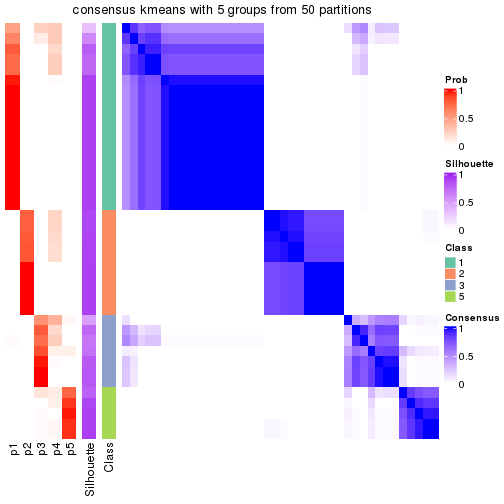 consensus kmeans with 5 groups from 50 partitions
Prob
1
0.5
0
Silhouette
1
0.5
0
Class
1
2
3
5
Consensus
1
0.5
0
p1
p2
p3
p4
p5
Silhouette
Class